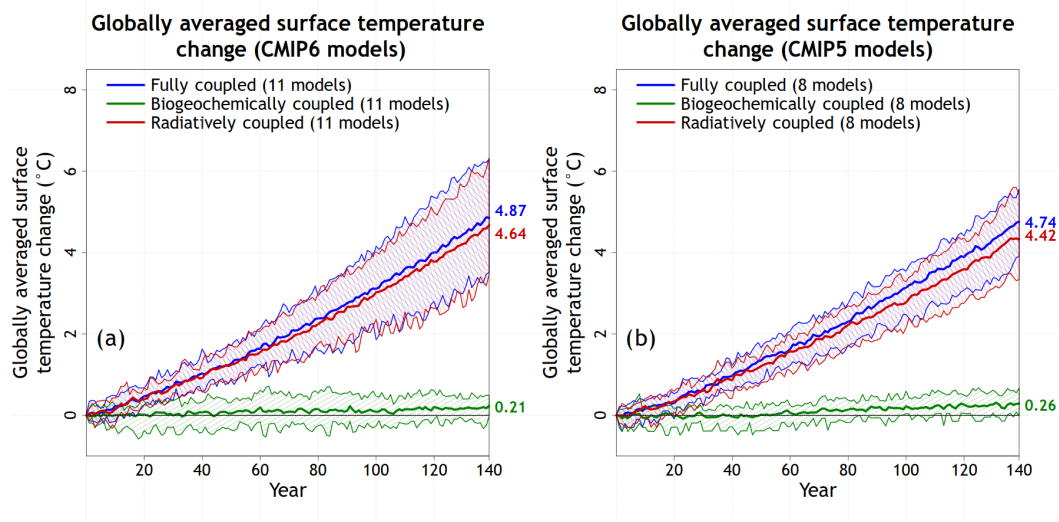 Globally averaged surface temperature
change (CMIP6 models)
Fully coupled (11 models)
Biogeochemically coupled (11 models)
Radiatively coupled (11 models)
Globally averaged surface
temperature change (°C)
8
6
4
2
0
(a)
4.87
4.64
0.21
20
40
60
80
100
120
140
Year
Globally averaged surface temperature
change (CMIP5 models)
Fully coupled (8 models)
Biogeochemically coupled (8 models)
Radiatively coupled (8 models)
Globally averaged surface
temperature change (°C)
8
6
4
2
0
(b)
4.74
4.42
0.26
20
40
60
80
100
120
140
Year